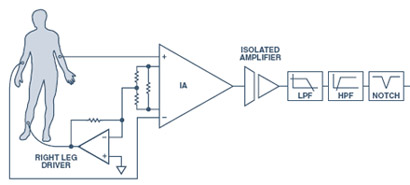 ISOLATED
AMPLIFIER
+
IA
−
LPF
HPF
NOTCH
−
+
RIGHT LEG
DRIVER